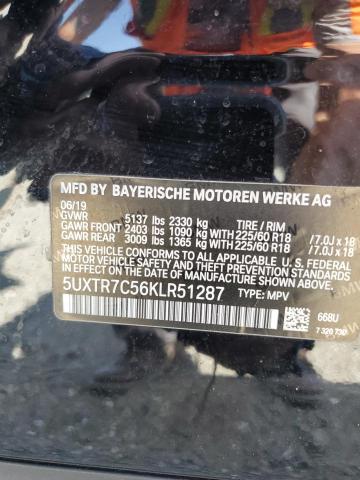 MFD BY BAYERISCHE MOTOREN WERKE AG
06/19
GVWR 5137 lbs 2330 kg TIRE / RIM
GAWR FRONT 2403 lbs 1090 kg WITH 225/60 R18 /7.0J x 18
GAWR REAR 3009 lbs 1365 kg WITH 225/60 R18 /7.0J x 18
THIS VEHICLE CONFORMS TO ALL APPLICABLE U.S. FEDERAL
MOTOR VEHICLE SAFETY STANDARDS IN EFFECT ON THE
DATE OF MANUFACTURE SHOWN ABOVE.
5UXTR7C56KLR51287 TYPE: MPV
668U
7 320 730